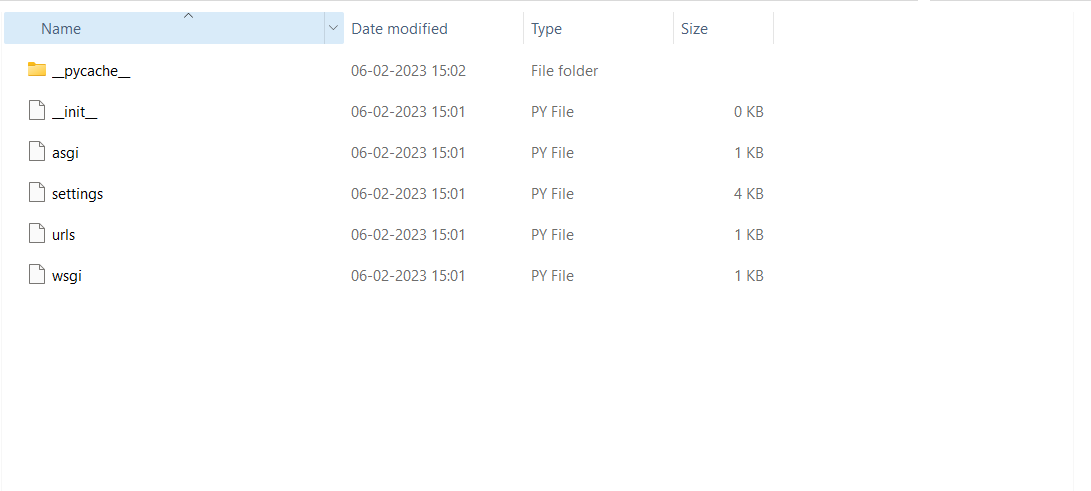 Name Date modified Type Size
__pycache__ 06-02-2023 15:02 File folder
__init__ 06-02-2023 15:01 PY File 0 KB
asgi 06-02-2023 15:01 PY File 1 KB
settings 06-02-2023 15:01 PY File 4 KB
urls 06-02-2023 15:01 PY File 1 KB
wsgi 06-02-2023 15:01 PY File 1 KB